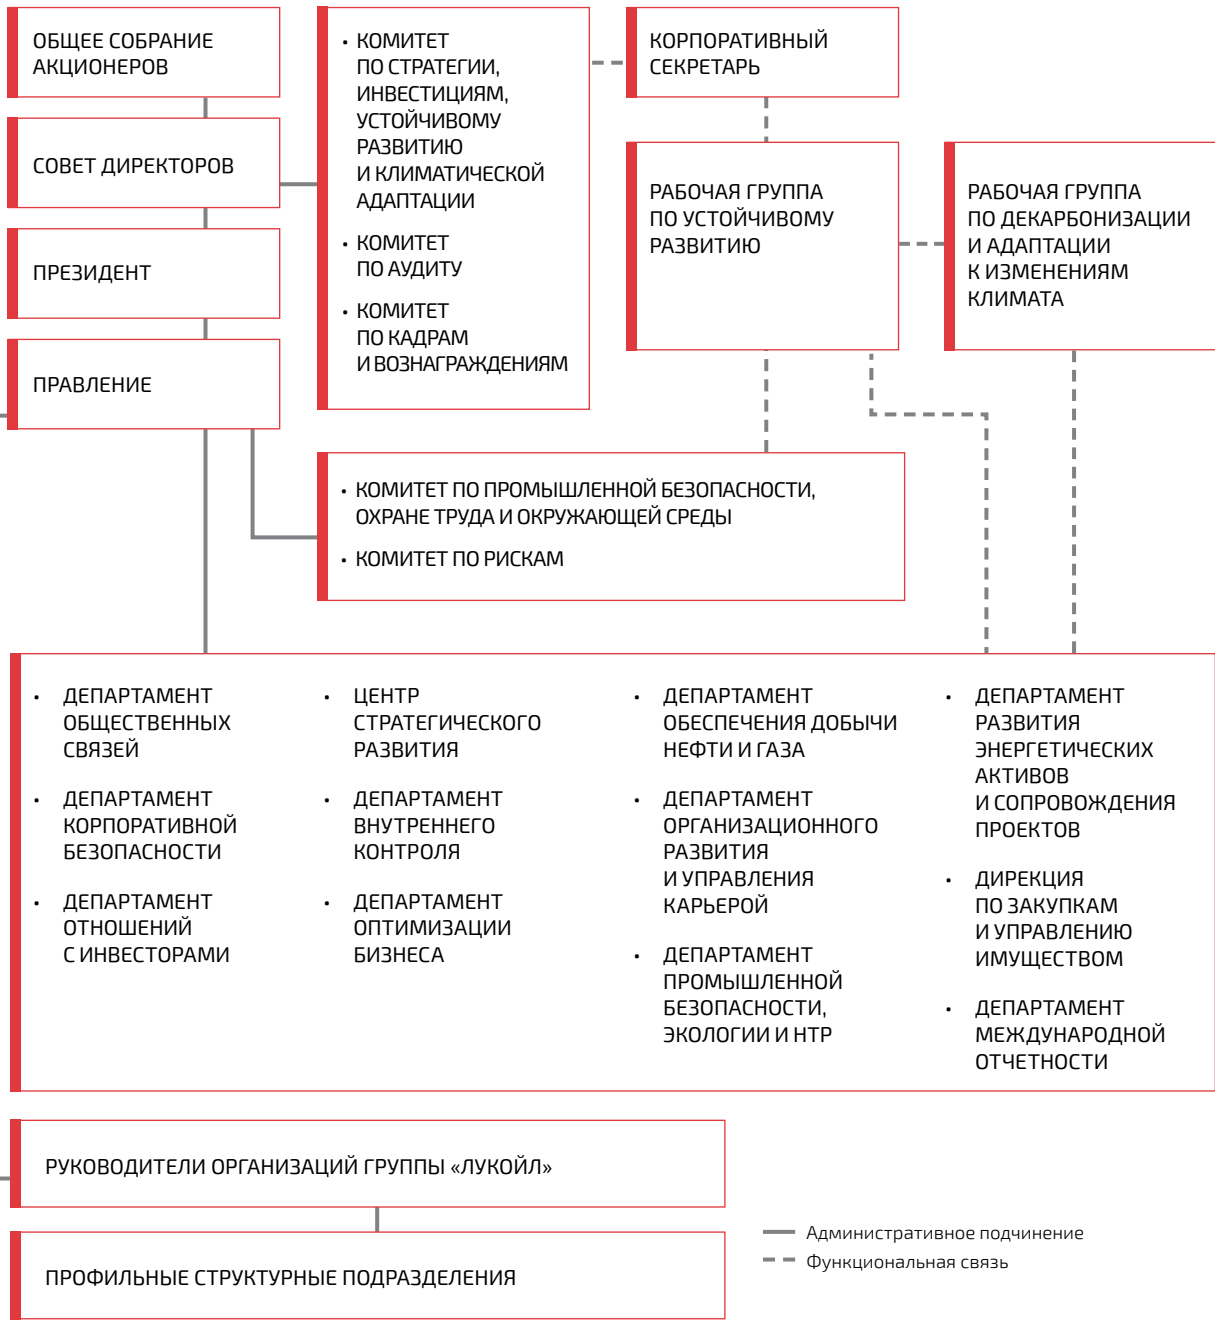 ОБЩЕЕ СОБРАНИЕ
АКЦИОНЕРОВ
СОВЕТ ДИРЕКТОРОВ
ПРЕЗИДЕНТ
ПРАВЛЕНИЕ
• КОМИТЕТ
ПО СТРАТЕГИИ,
ИНВЕСТИЦИЯМ,
УСТОЙЧИВОМУ
РАЗВИТИЮ
И КЛИМАТИЧЕСКОЙ
АДАПТАЦИИ
• КОМИТЕТ
ПО АУДИТУ
• КОМИТЕТ
ПО КАДРАМ
И ВОЗНАГРАЖДЕНИЯМ
КОРПОРАТИВНЫЙ
СЕКРЕТАРЬ
РАБОЧАЯ ГРУППА
ПО УСТОЙЧИВОМУ
РАЗВИТИЮ
РАБОЧАЯ ГРУППА
ПО ДЕКАРБОНИЗАЦИИ
И АДАПТАЦИИ
К ИЗМЕНЕНИЯМ
КЛИМАТА
• КОМИТЕТ ПО ПРОМЫШЛЕННОЙ БЕЗОПАСНОСТИ,
ОХРАНЕ ТРУДА И ОКРУЖАЮЩЕЙ СРЕДЫ
• КОМИТЕТ ПО РИСКАМ
• ДЕПАРТАМЕНТ
ОБЩЕСТВЕННЫХ
СВЯЗЕЙ
• ДЕПАРТАМЕНТ
КОРПОРАТИВНОЙ
БЕЗОПАСНОСТИ
• ДЕПАРТАМЕНТ
ОТНОШЕНИЙ
С ИНВЕСТОРАМИ
• ЦЕНТР
СТРАТЕГИЧЕСКОГО
РАЗВИТИЯ
• ДЕПАРТАМЕНТ
ВНУТРЕННЕГО
КОНТРОЛЯ
• ДЕПАРТАМЕНТ
ОПТИМИЗАЦИИ
БИЗНЕСА
• ДЕПАРТАМЕНТ
ОБЕСПЕЧЕНИЯ ДОБЫЧИ
НЕФТИ И ГАЗА
• ДЕПАРТАМЕНТ
ОРГАНИЗАЦИОННОГО
РАЗВИТИЯ
И УПРАВЛЕНИЯ
КАРЬЕРОЙ
• ДЕПАРТАМЕНТ
ПРОМЫШЛЕННОЙ
БЕЗОПАСНОСТИ,
ЭКОЛОГИИ И НТР
• ДЕПАРТАМЕНТ
РАЗВИТИЯ
ЭНЕРГЕТИЧЕСКИХ
АКТИВОВ
И СОПРОВОЖДЕНИЯ
ПРОЕКТОВ
• ДИРЕКЦИЯ
ПО ЗАКУПКАМ
И УПРАВЛЕНИЮ
ИМУЩЕСТВОМ
• ДЕПАРТАМЕНТ
МЕЖДУНАРОДНОЙ
ОТЧЕТНОСТИ
РУКОВОДИТЕЛИ ОРГАНИЗАЦИЙ ГРУППЫ «ЛУКОЙЛ»
ПРОФИЛЬНЫЕ СТРУКТУРНЫЕ ПОДРАЗДЕЛЕНИЯ
Административное подчинение
Функциональная связь